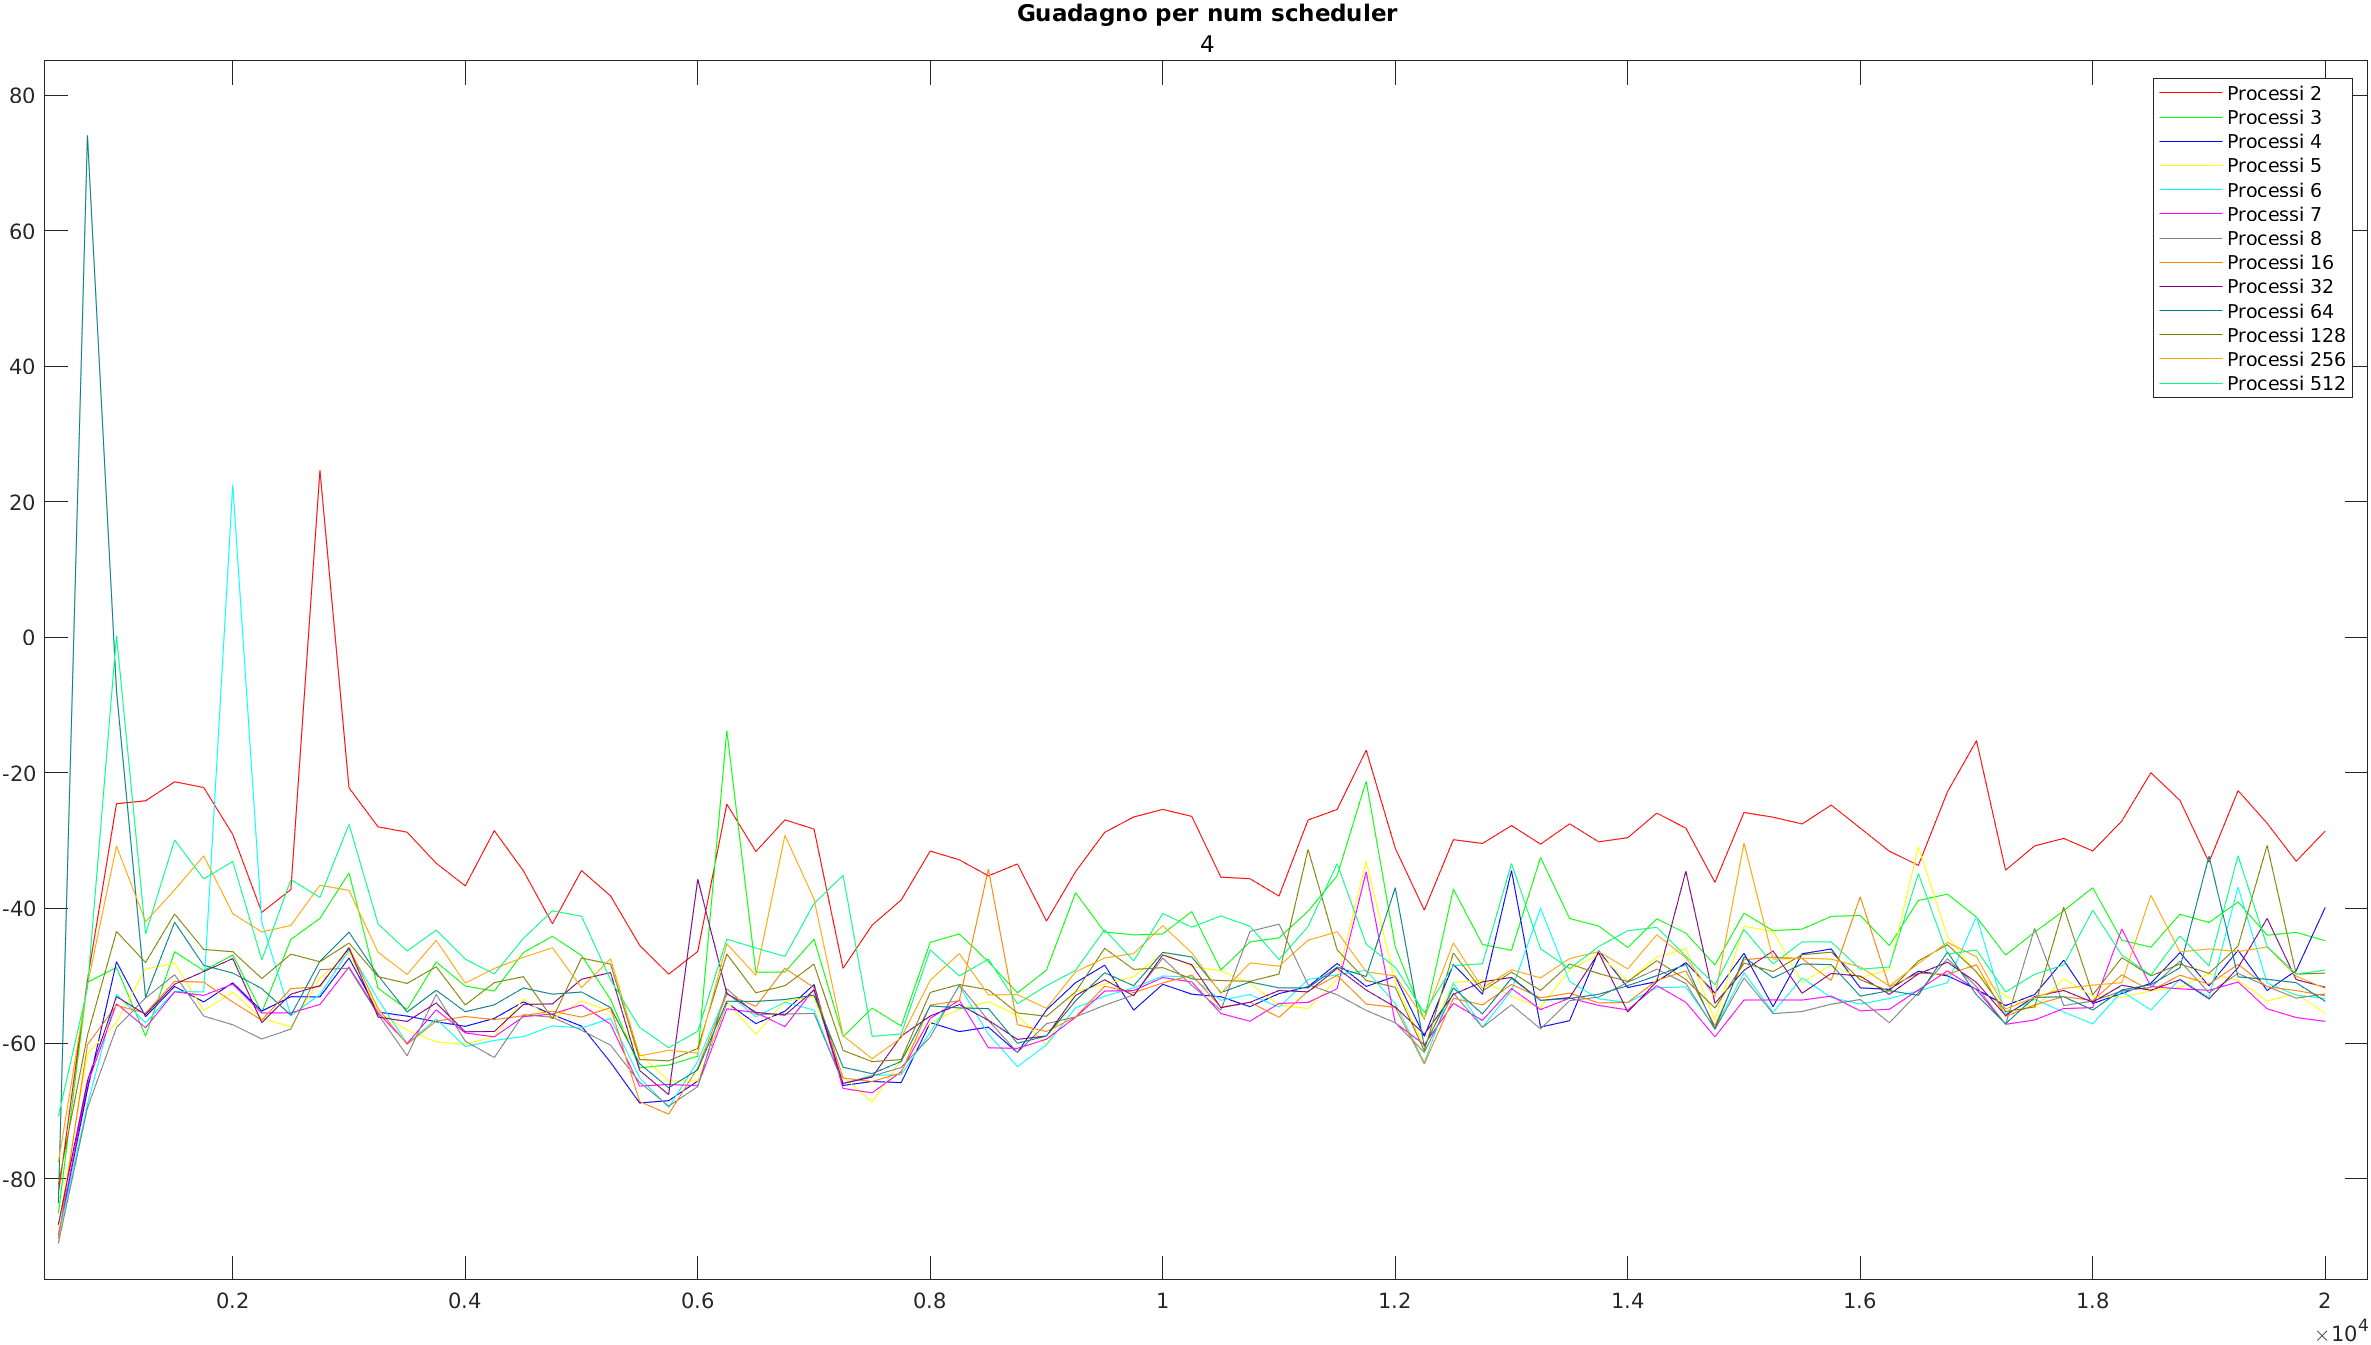 Guadagno per num scheduler
4
80
60
40
20
0
-20
-40
-60
-80
0.2 0.4 0.6 0.8 1 1.2 1.4 1.6 1.8 2
×10⁴
Processi 2
Processi 3
Processi 4
Processi 5
Processi 6
Processi 7
Processi 8
Processi 16
Processi 32
Processi 64
Processi 128
Processi 256
Processi 512